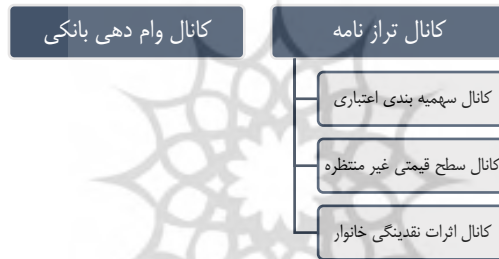 کانال تراز نامه
کانال وام دهی بانکی
کانال سهمیه بندی اعتباری
کانال سطح قیمتی غیر منتظره
کانال اثرات نقدینگی خانوار